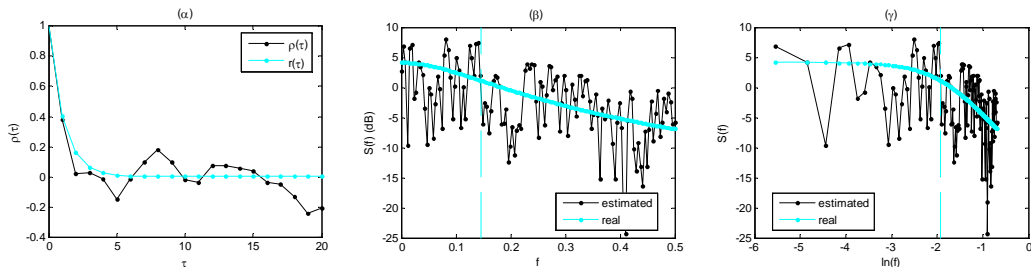 (α)
ρ(τ)
1
0.8
0.6
0.4
0.2
0
-0.2
-0.4
0 5 10 15 20
τ
ρ(τ)
r(τ)
(β)
S(f) (dB)
10
5
0
-5
-10
-15
-20
-25
0 0.1 0.2 0.3 0.4 0.5
f
estimated
real
(γ)
S(f)
10
5
0
-5
-10
-15
-20
-25
-6 -5 -4 -3 -2 -1 0
ln(f)
estimated
real